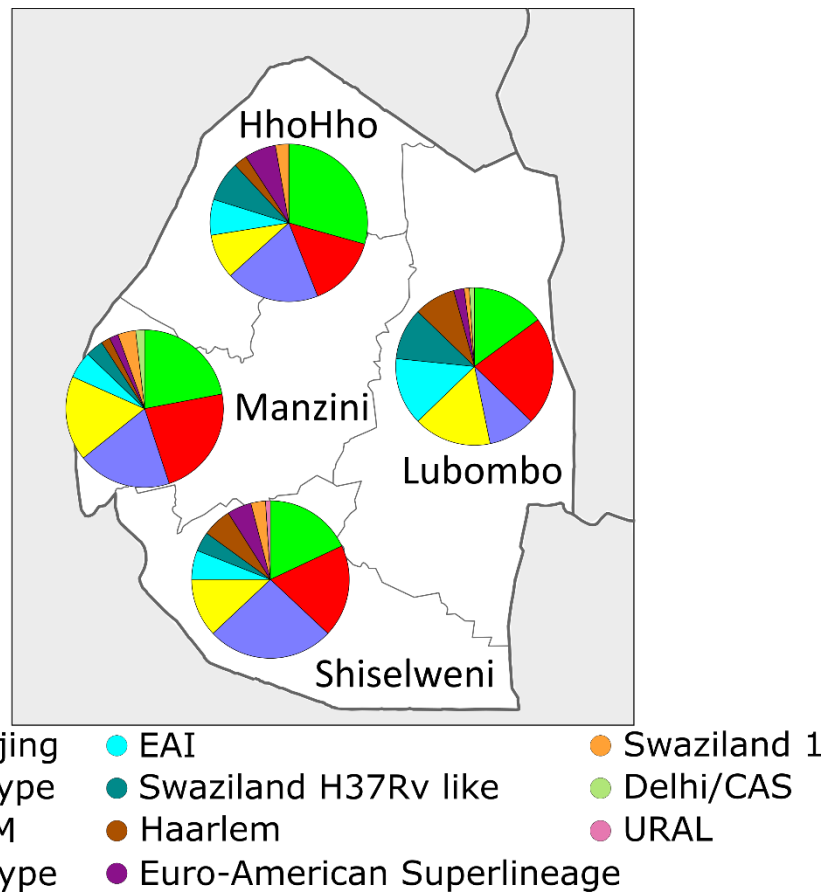 HhoHho
Manzini
Lubombo
Shiselweni
jing EAI Swaziland 1
ype Swaziland H37Rv like Delhi/CAS
M Haarlem URAL
ype Euro-American Superlineage